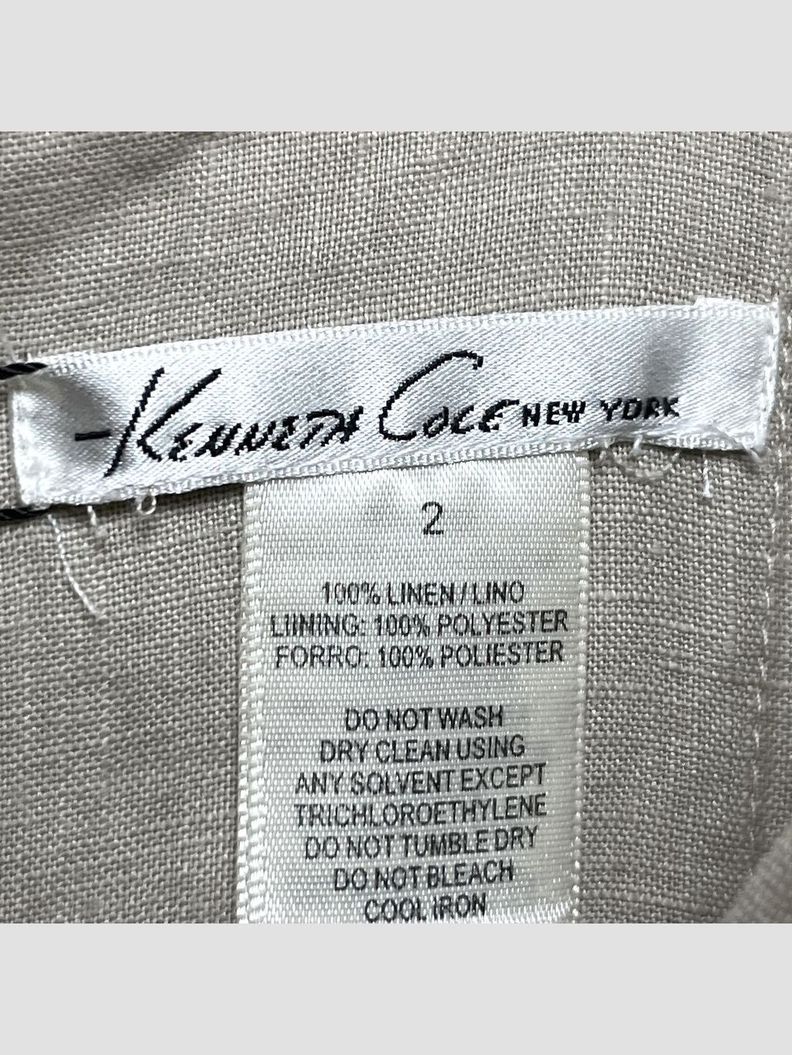 -Kenneth Cole NEW YORK
2
100% LINEN/LINO
LIINING: 100% POLYESTER
FORRO: 100% POLIESTER
DO NOT WASH
DRY CLEAN USING
ANY SOLVENT EXCEPT
TRICHLOROETHYLENE
DO NOT TUMBLE DRY
DO NOT BLEACH
COOL IRON